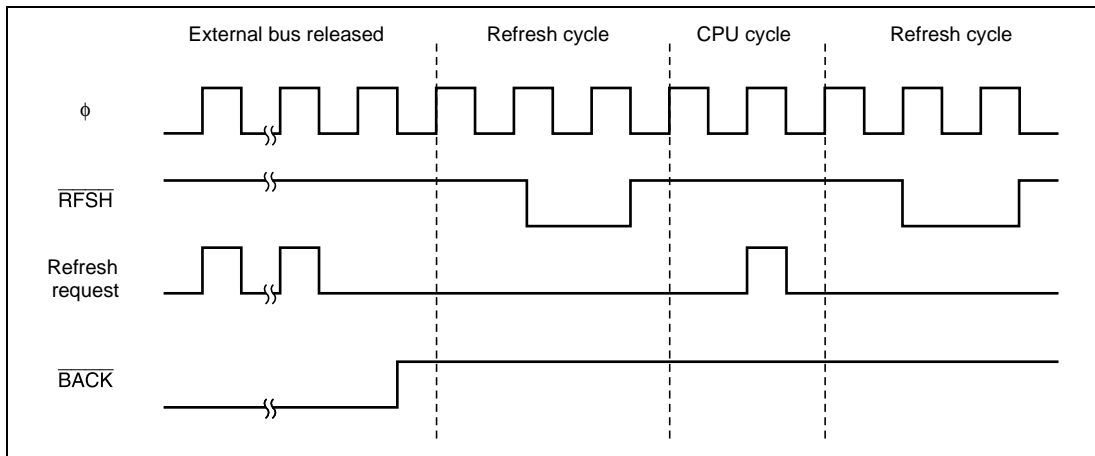 External bus released Refresh cycle CPU cycle Refresh cycle
ϕ
RFSH
Refresh
request
BACK